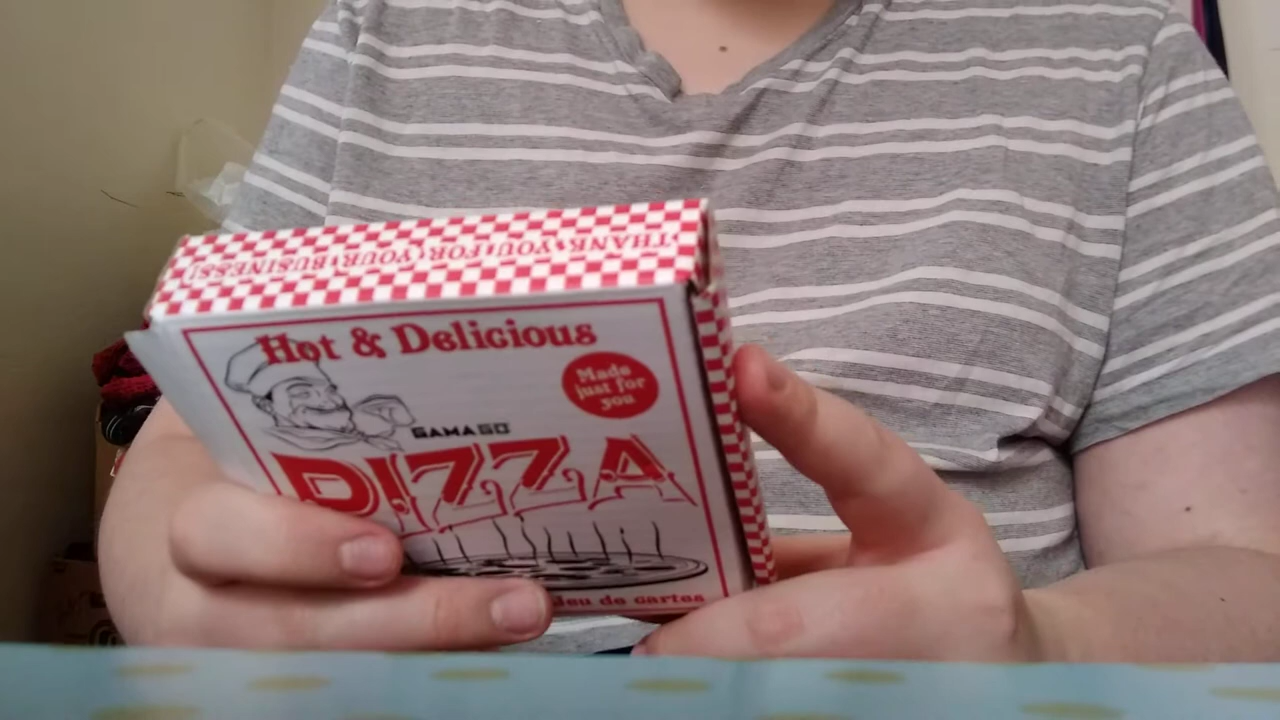 THANK YOU FOR YOUR BUSINESS!
Hot & Delicious
Made
just for
you
GAMAGO
PIZZA
jeu de cartes